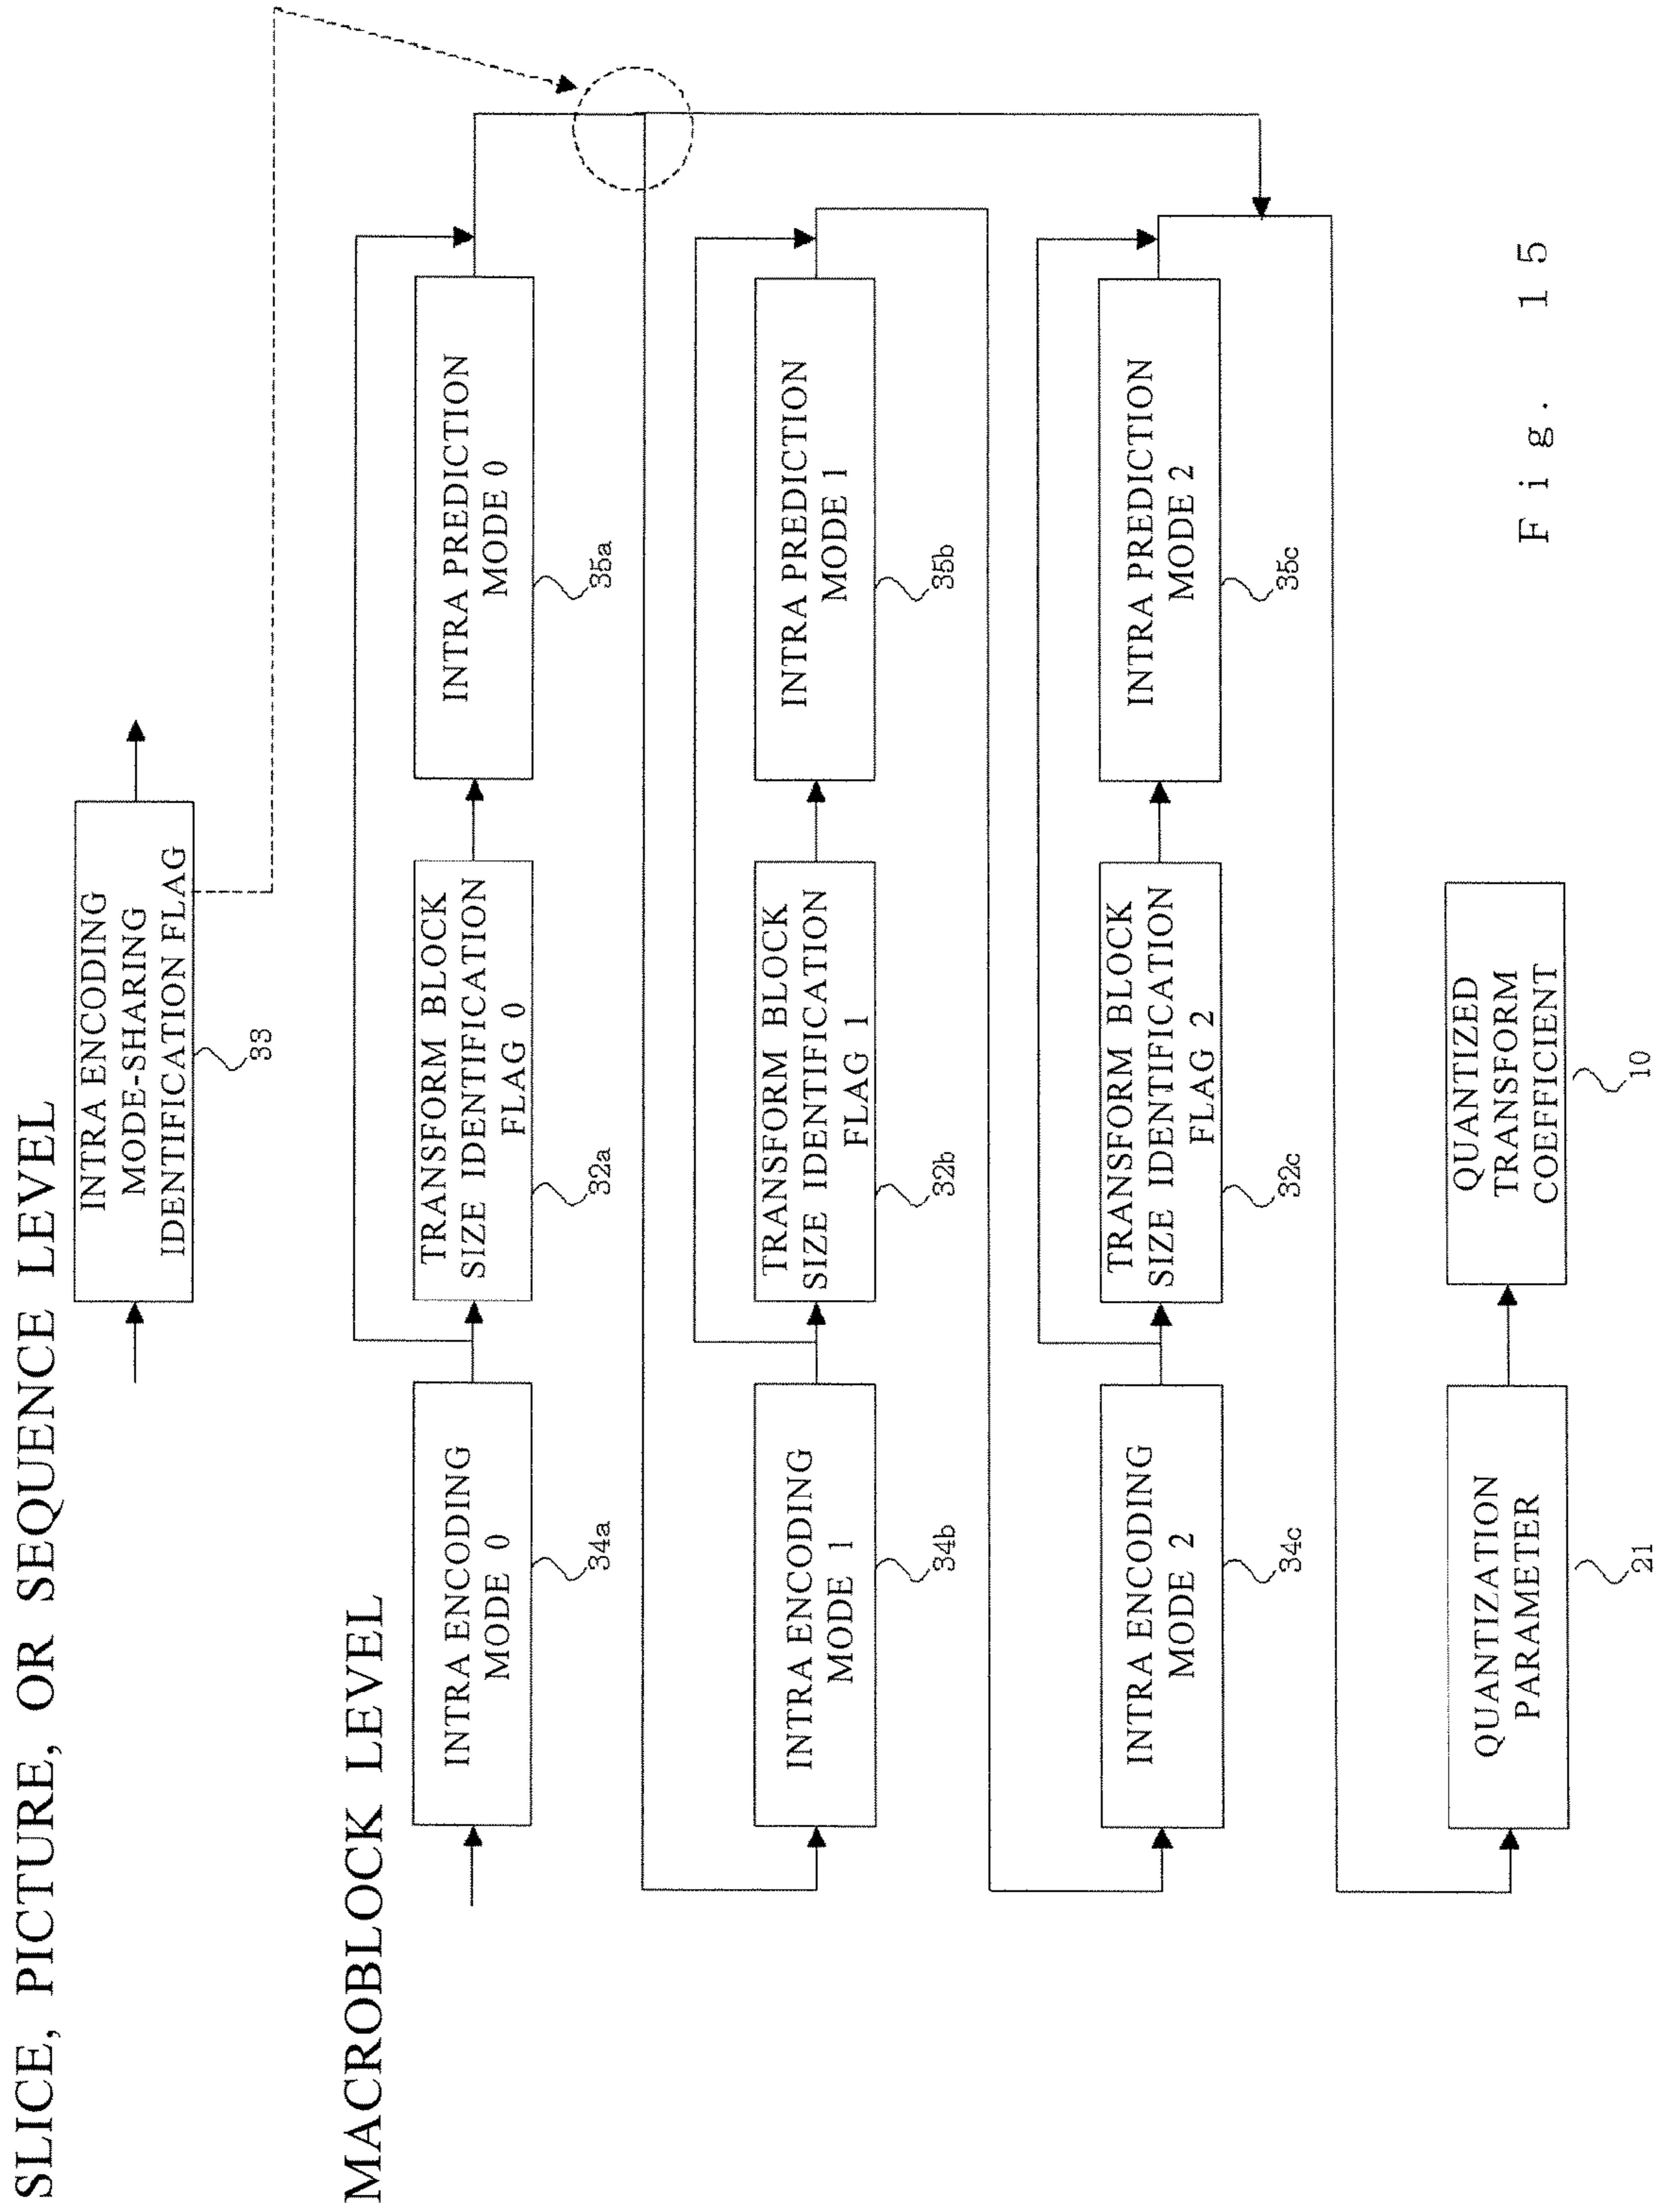 SLICE, PICTURE, OR SEQUENCE LEVEL
INTRA ENCODING
MODE-SHARING
IDENTIFICATION FLAG
33
MACROBLOCK LEVEL
INTRA ENCODING
MODE 0
34a
TRANSFORM BLOCK
SIZE IDENTIFICATION
FLAG 0
32a
INTRA PREDICTION
MODE 0
35a
INTRA ENCODING
MODE 1
34b
TRANSFORM BLOCK
SIZE IDENTIFICATION
FLAG 1
32b
INTRA PREDICTION
MODE 1
35b
INTRA ENCODING
MODE 2
34c
TRANSFORM BLOCK
SIZE IDENTIFICATION
FLAG 2
32c
INTRA PREDICTION
MODE 2
35c
QUANTIZATION
PARAMETER
21
QUANTIZED
TRANSFORM
COEFFICIENT
10
Fig. 15